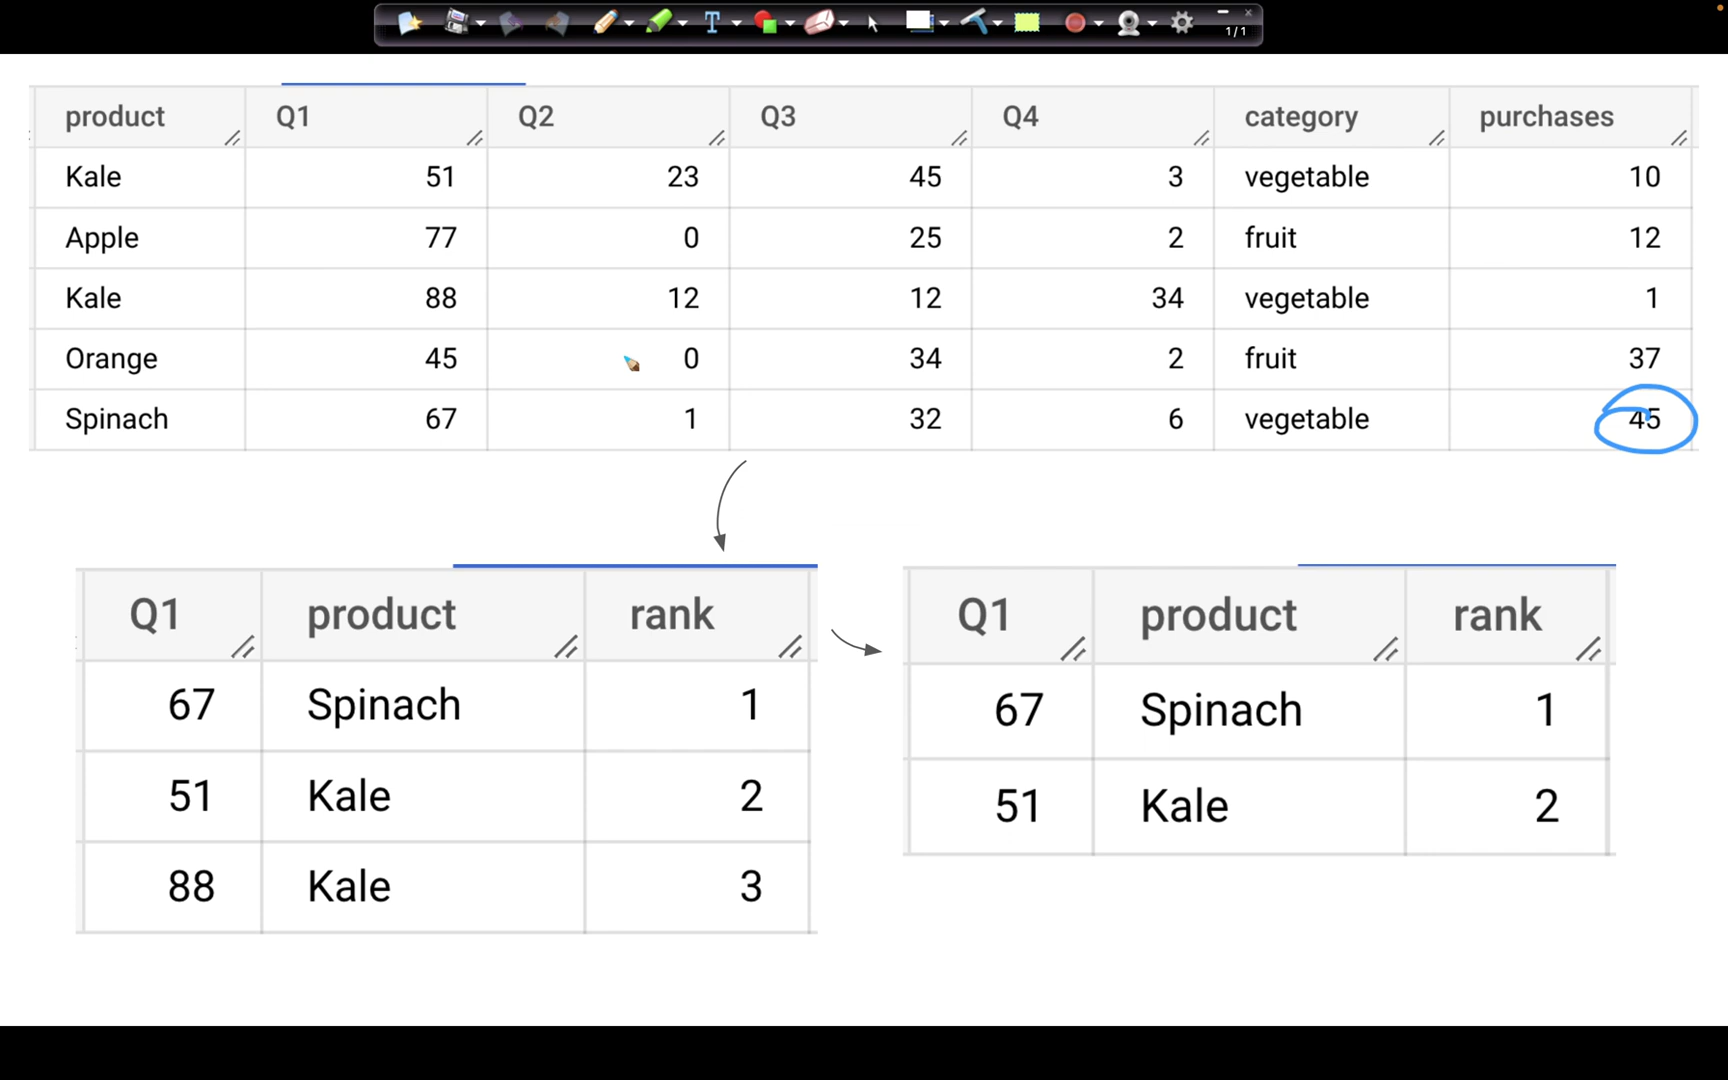 1/1
product Q1 Q2 Q3 Q4 category purchases
Kale 51 23 45 3 vegetable 10
Apple 77 0 25 2 fruit 12
Kale 88 12 12 34 vegetable 1
Orange 45 0 34 2 fruit 37
Spinach 67 1 32 6 vegetable 45
Q1 product rank
67 Spinach 1
51 Kale 2
88 Kale 3
Q1 product rank
67 Spinach 1
51 Kale 2